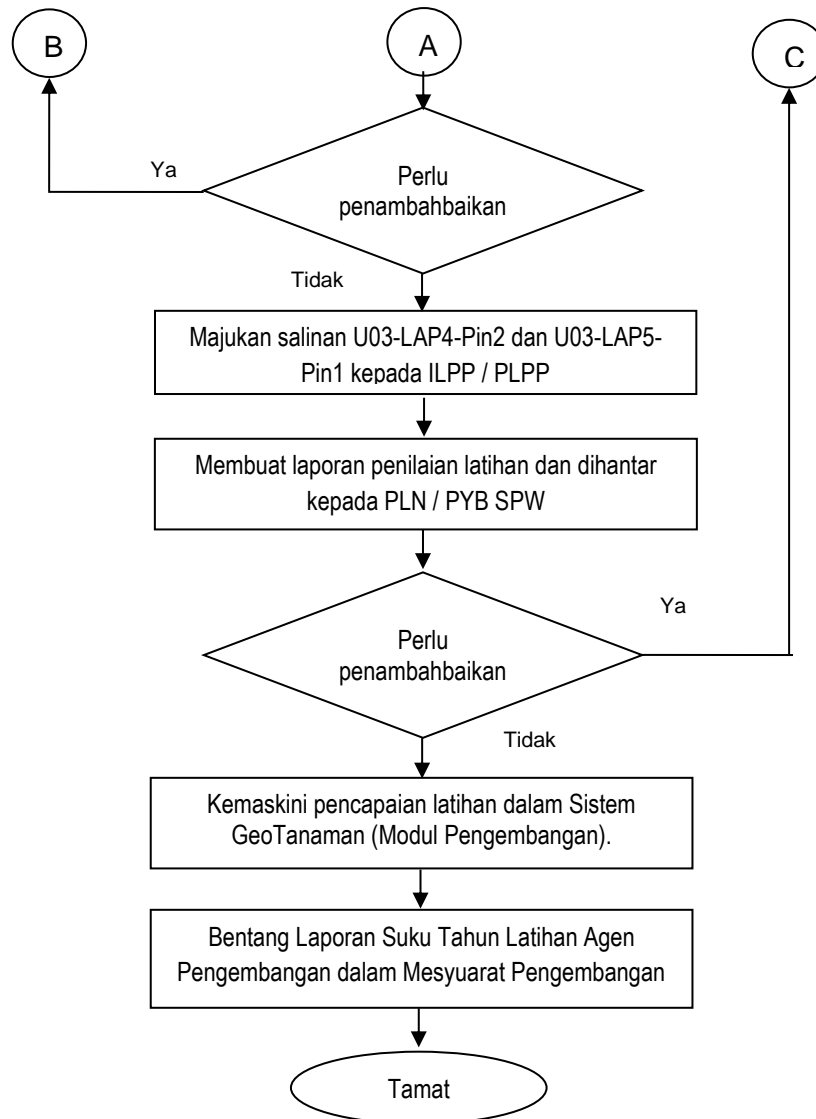 B
A
C
Ya
Perlu
penambahbaikan
Tidak
Majukan salinan U03-LAP4-Pin2 dan U03-LAP5-
Pin1 kepada ILPP / PLPP
Membuat laporan penilaian latihan dan dihantar
kepada PLN / PYB SPW
Ya
Perlu
penambahbaikan
Tidak
Kemaskini pencapaian latihan dalam Sistem
GeoTanaman (Modul Pengembangan).
Bentang Laporan Suku Tahun Latihan Agen
Pengembangan dalam Mesyuarat Pengembangan
Tamat